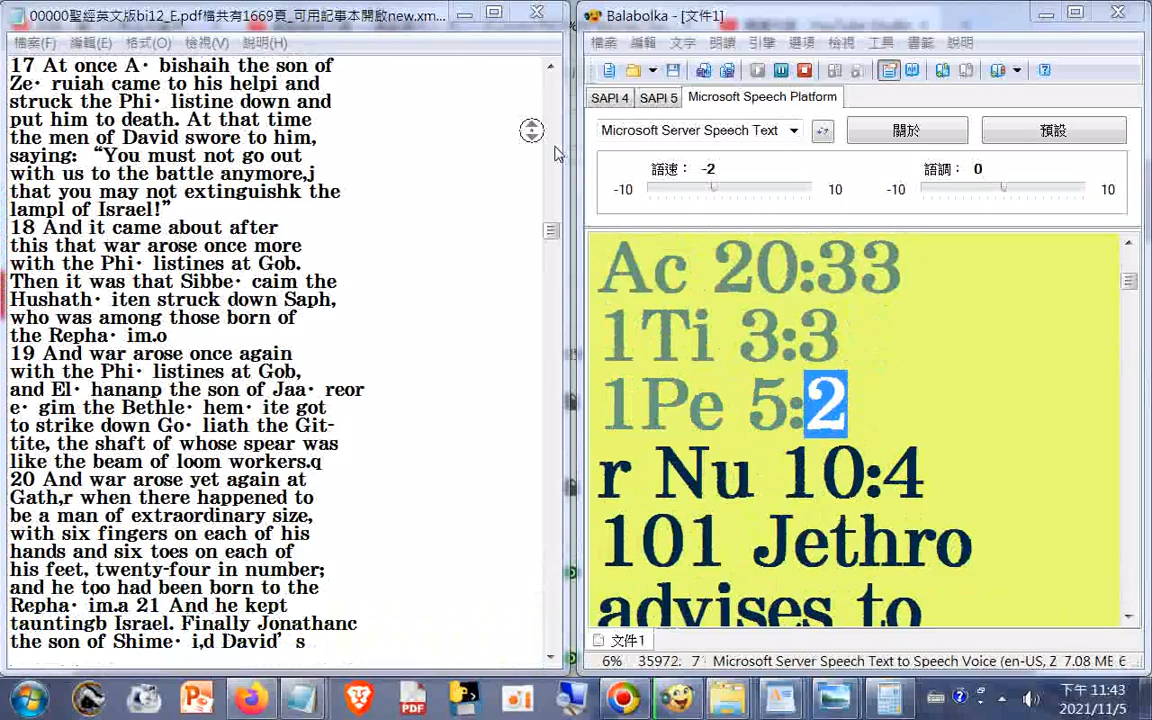 00000聖經英文版bi12_E.pdf檔共有1669頁_可用記事本開啟new.xm...
檔案(F) 編輯(E) 格式(O) 檢視(V) 說明(H)
17 At once A· bishaih the son of
Ze· ruiah came to his helpi and
struck the Phi· listine down and
put him to death. At that time
the men of David swore to him,
saying: “You must not go out
with us to the battle anymore,j
that you may not extinguishk the
lampl of Israel!”
18 And it came about after
this that war arose once more
with the Phi· listines at Gob.
Then it was that Sibbe· caim the
Hushath· iten struck down Saph,
who was among those born of
the Repha· im.o
19 And war arose once again
with the Phi· listines at Gob,
and El· hananp the son of Jaa· reor
e· gim the Bethle· hem· ite got
to strike down Go· liath the Git-
tite, the shaft of whose spear was
like the beam of loom workers.q
20 And war arose yet again at
Gath,r when there happened to
be a man of extraordinary size,
with six fingers on each of his
hands and six toes on each of
his feet, twenty-four in number;
and he too had been born to the
Repha· im.a 21 And he kept
tauntingb Israel. Finally Jonathanc
the son of Shime· i,d David’s
Balabolka - [文件1]
檔案 編輯 文字 朗讀 引擎 選項 檢視 工具 書籤 說明
SAPI 4 SAPI 5 Microsoft Speech Platform
Microsoft Server Speech Text 關於 預設
語速: -2 語調: 0
-10 10 -10 10
Ac 20:33
1Ti 3:3
1Pe 5:2
r Nu 10:4
101 Jethro
advises to
文件1
6% 35972: 7 Microsoft Server Speech Text to Speech Voice (en-US, Z 7.08 MB 6
PDF
下午 11:43
2021/11/5